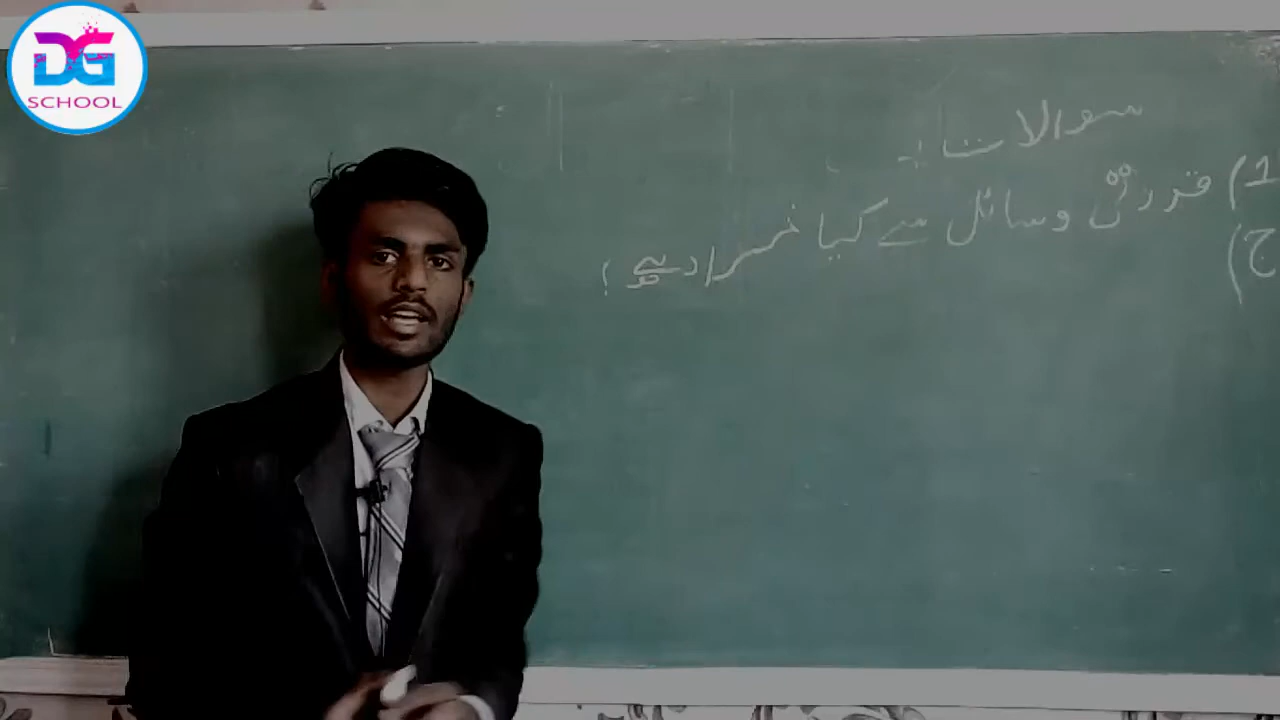 DG
SCHOOL
سوالات:
1) قدرتی وسائل سے کیا مراد ہے؟
ج)